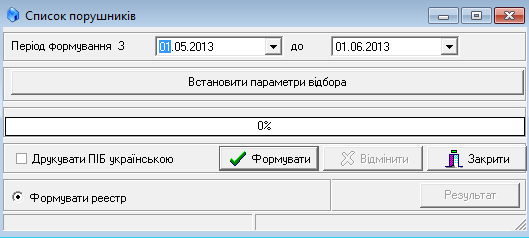 Список порушників
Період формування З 01.05.2013 до 01.06.2013
Встановити параметри відбора
0%
Друкувати ПІБ українською Формувати Відмінити Закрити
Формувати реестр Результат